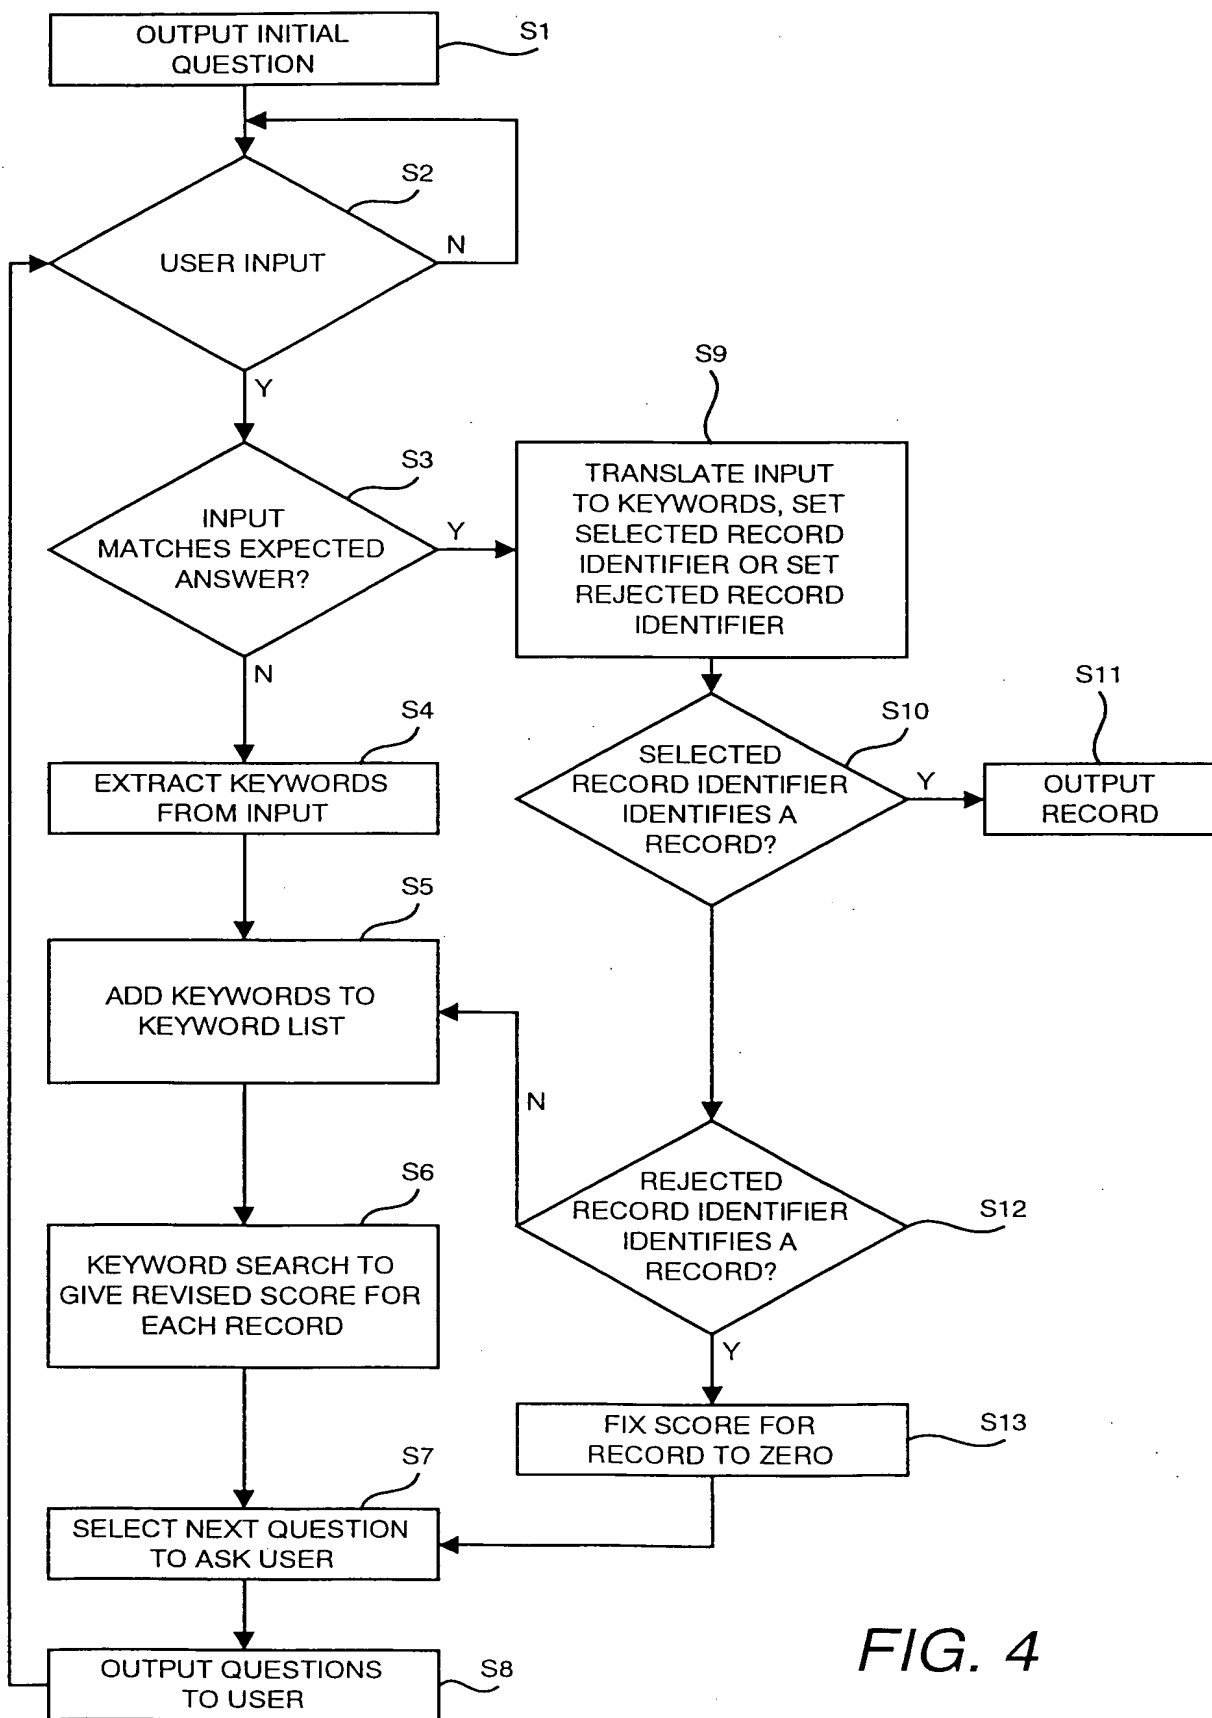 OUTPUT INITIAL
QUESTION
S1
S2
USER INPUT
N
Y
S3
INPUT
MATCHES EXPECTED
ANSWER?
Y
N
S9
TRANSLATE INPUT
TO KEYWORDS, SET
SELECTED RECORD
IDENTIFIER OR SET
REJECTED RECORD
IDENTIFIER
S4
EXTRACT KEYWORDS
FROM INPUT
S10
SELECTED
RECORD IDENTIFIER
IDENTIFIES A
RECORD?
Y
S11
OUTPUT
RECORD
S5
ADD KEYWORDS TO
KEYWORD LIST
N
S6
KEYWORD SEARCH TO
GIVE REVISED SCORE FOR
EACH RECORD
REJECTED
RECORD IDENTIFIER
IDENTIFIES A
RECORD?
S12
Y
FIX SCORE FOR
RECORD TO ZERO
S13
S7
SELECT NEXT QUESTION
TO ASK USER
OUTPUT QUESTIONS
TO USER
S8
FIG. 4